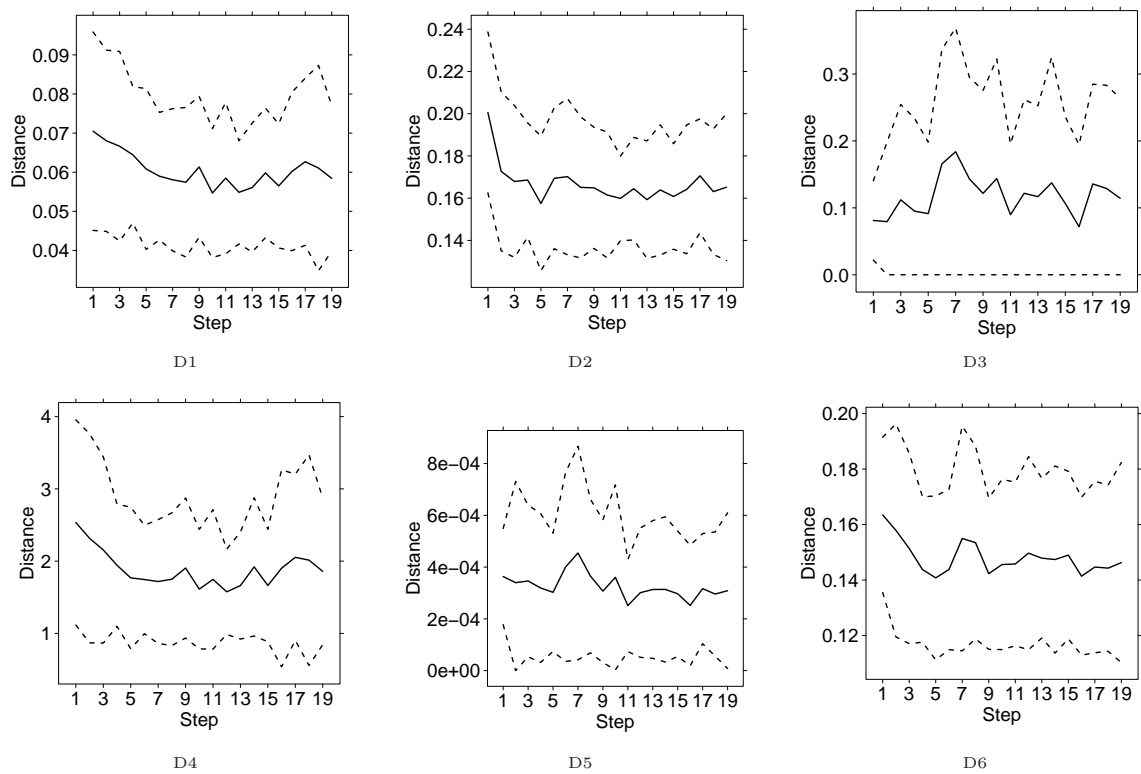 Distance
0.09
0.08
0.07
0.06
0.05
0.04
1 3 5 7 9 11 13 15 17 19
Step
D1
Distance
0.24
0.22
0.20
0.18
0.16
0.14
1 3 5 7 9 11 13 15 17 19
Step
D2
Distance
0.3
0.2
0.1
0.0
1 3 5 7 9 11 13 15 17 19
Step
D3
Distance
4
3
2
1
1 3 5 7 9 11 13 15 17 19
Step
D4
Distance
8e−04
6e−04
4e−04
2e−04
0e+00
1 3 5 7 9 11 13 15 17 19
Step
D5
Distance
0.20
0.18
0.16
0.14
0.12
1 3 5 7 9 11 13 15 17 19
Step
D6